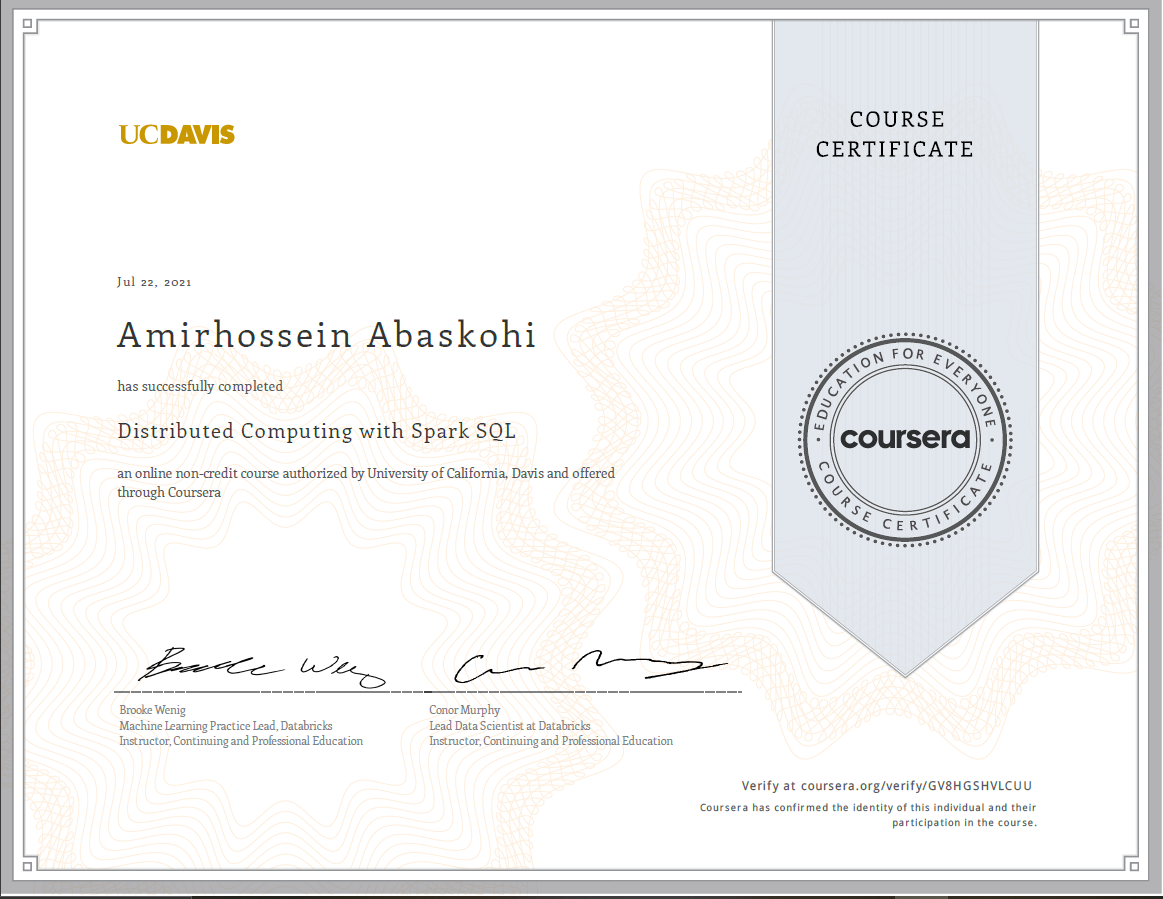 UCDAVIS
COURSE
CERTIFICATE
Jul 22, 2021
Amirhossein Abaskohi
has successfully completed
Distributed Computing with Spark SQL
an online non-credit course authorized by University of California, Davis and offered
through Coursera
EDUCATION FOR EVERYONE
coursera
COURSE CERTIFICATE
Brooke Wenig
Machine Learning Practice Lead, Databricks
Instructor, Continuing and Professional Education
Conor Murphy
Lead Data Scientist at Databricks
Instructor, Continuing and Professional Education
Verify at coursera.org/verify/GV8HGSHVLCUU
Coursera has confirmed the identity of this individual and their
participation in the course.